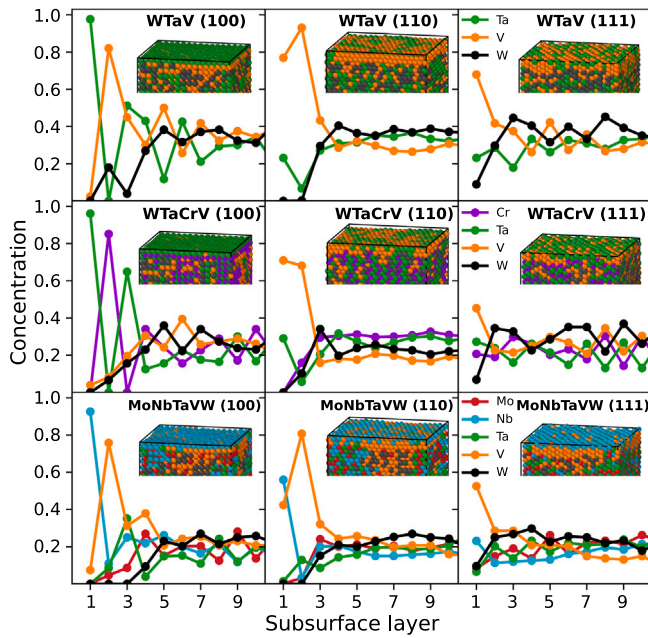 WTaV (100)
WTaV (110)
WTaV (111)
Ta
V
W
1.0
0.8
0.6
0.4
0.2
WTaCrV (100)
WTaCrV (110)
WTaCrV (111)
Cr
Ta
V
W
1.0
0.8
0.6
0.4
0.2
Concentration
MoNbTaVW (100)
MoNbTaVW (110)
MoNbTaVW (111)
Mo
Nb
Ta
V
W
1.0
0.8
0.6
0.4
0.2
1 3 5 7 9
1 3 5 7 9
1 3 5 7 9
Subsurface layer